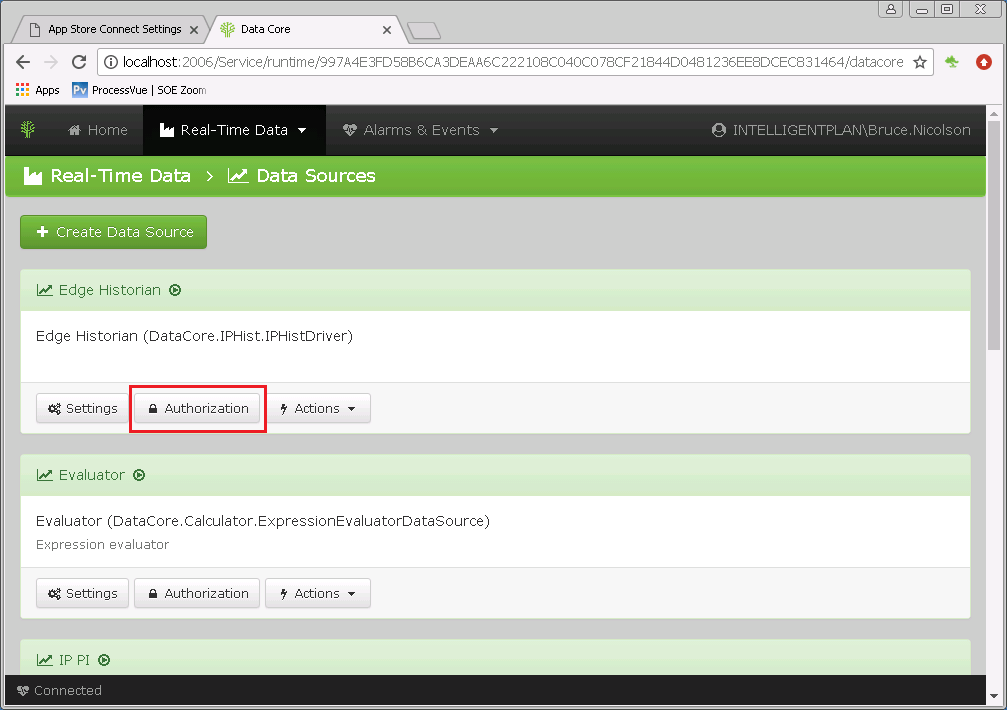 App Store Connect Settings
Data Core
localhost:2006/Service/runtime/997A4E3FD58B6CA3DEAA6C222108C040C078CF21844D0481236EE8DCEC831464/datacore
Apps
Pv
ProcessVue | SOE Zoom
Home
Real-Time Data
Alarms & Events
INTELLIGENTPLAN\Bruce.Nicolson
Real-Time Data > Data Sources
Create Data Source
Edge Historian
Edge Historian (DataCore.IPHist.IPHistDriver)
Settings
Authorization
Actions
Evaluator
Evaluator (DataCore.Calculator.ExpressionEvaluatorDataSource)
Expression evaluator
Settings
Authorization
Actions
IP PI
Connected